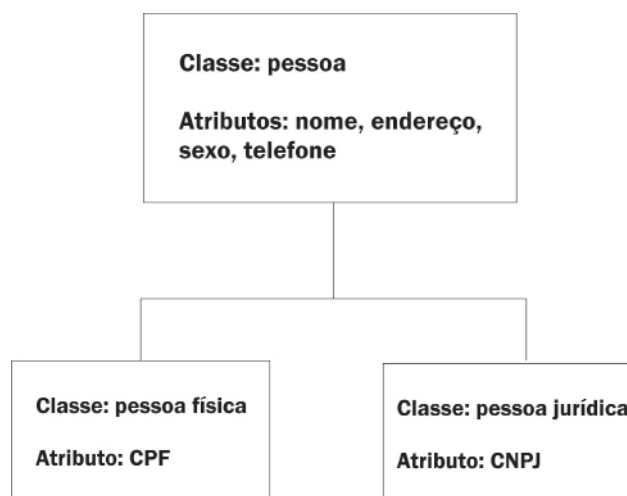 Classe: pessoa
Atributos: nome, endereço,
sexo, telefone
Classe: pessoa física
Atributo: CPF
Classe: pessoa jurídica
Atributo: CNPJ